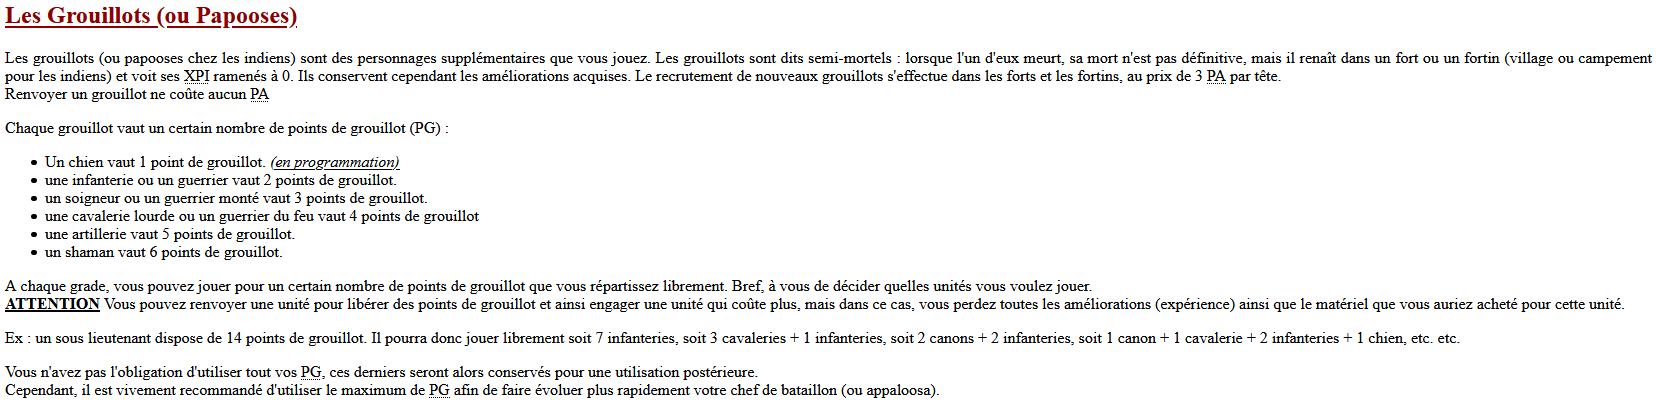 Les Grouillots (ou Papooses)
Les grouillots (ou papooses chez les indiens) sont des personnages supplémentaires que vous jouez. Les grouillots sont dits semi-mortels : lorsque l'un d'eux meurt, sa mort n'est pas définitive, mais il renaît dans un fort ou un fortin (village ou campement
pour les indiens) et voit ses XPI ramenés à 0. Ils conservent cependant les améliorations acquises. Le recrutement de nouveaux grouillots s'effectue dans les forts et les fortins, au prix de 3 PA par tête.
Renvoyer un grouillot ne coûte aucun PA
Chaque grouillot vaut un certain nombre de points de grouillot (PG) :
• Un chien vaut 1 point de grouillot. (en programmation)
• une infanterie ou un guerrier vaut 2 points de grouillot.
• un soigneur ou un guerrier monté vaut 3 points de grouillot.
• une cavalerie lourde ou un guerrier du feu vaut 4 points de grouillot
• une artillerie vaut 5 points de grouillot.
• un shaman vaut 6 points de grouillot.
A chaque grade, vous pouvez jouer pour un certain nombre de points de grouillot que vous répartissez librement. Bref, à vous de décider quelles unités vous voulez jouer.
ATTENTION Vous pouvez renvoyer une unité pour libérer des points de grouillot et ainsi engager une unité qui coûte plus, mais dans ce cas, vous perdez toutes les améliorations (expérience) ainsi que le matériel que vous auriez acheté pour cette unité.
Ex : un sous lieutenant dispose de 14 points de grouillot. Il pourra donc jouer librement soit 7 infanteries, soit 3 cavaleries + 1 infanteries, soit 2 canons + 2 infanteries, soit 1 canon + 1 cavalerie + 2 infanteries + 1 chien, etc. etc.
Vous n'avez pas l'obligation d'utiliser tout vos PG, ces derniers seront alors conservés pour une utilisation postérieure.
Cependant, il est vivement recommandé d'utiliser le maximum de PG afin de faire évoluer plus rapidement votre chef de bataillon (ou appaloosa).